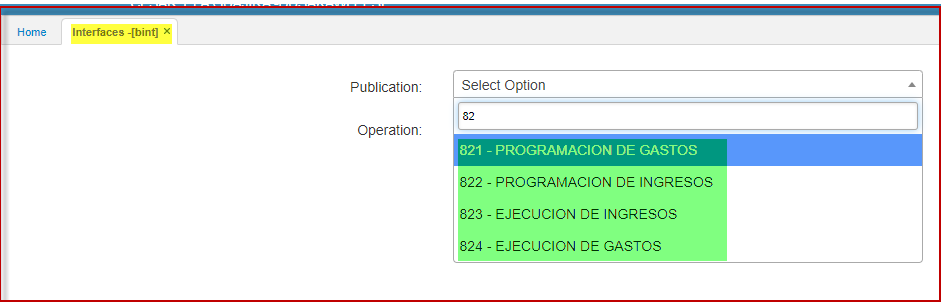 Home
Interfaces -[bint] ×
Publication:
Select Option
82
Operation:
821 - PROGRAMACION DE GASTOS
822 - PROGRAMACION DE INGRESOS
823 - EJECUCION DE INGRESOS
824 - EJECUCION DE GASTOS